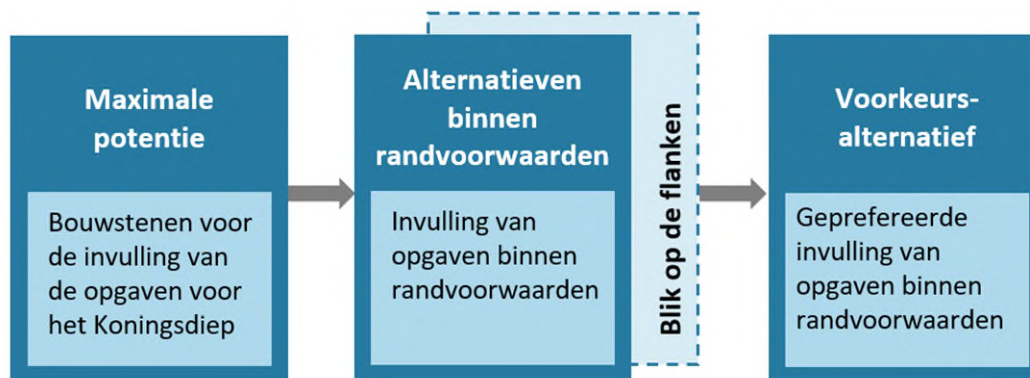 Maximale
potentie
Bouwstenen voor
de invulling van
de opgaven voor
het Koningsdiep
Alternatieven
binnen
randvoorwaarden
Invulling van
opgaven binnen
randvoorwaarden
Blik op de flanken
Voorkeurs-
alternatief
Geprefereerde
invulling van
opgaven binnen
randvoorwaarden